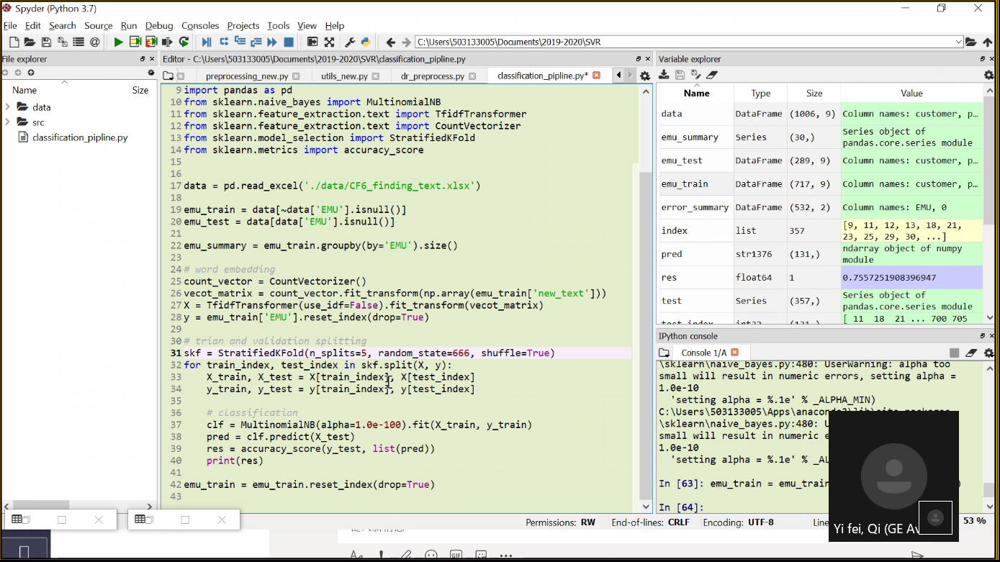 Spyder (Python 3.7)
File Edit Search Source Run Debug Consoles Projects Tools View Help
C:\Users\503133005\Documents\2019-2020\SVR
File explorer
Name Size
data
src
classification_pipline.py
Editor - C:\Users\503133005\Documents\2019-2020\SVR\classification_pipline.py
preprocessing_new.py utils_new.py dr_preprocess.py classification_pipline.py*
9 import pandas as pd
10 from sklearn.naive_bayes import MultinomialNB
11 from sklearn.feature_extraction.text import TfidfTransformer
12 from sklearn.feature_extraction.text import CountVectorizer
13 from sklearn.model_selection import StratifiedKFold
14 from sklearn.metrics import accuracy_score
15
16
17 data = pd.read_excel('./data/CF6_finding_text.xlsx')
18
19 emu_train = data[~data['EMU'].isnull()]
20 emu_test = data[data['EMU'].isnull()]
21
22 emu_summary = emu_train.groupby(by='EMU').size()
23
24 # word embedding
25 count_vector = CountVectorizer()
26 vecot_matrix = count_vector.fit_transform(np.array(emu_train['new_text']))
27 X = TfidfTransformer(use_idf=False).fit_transform(vecot_matrix)
28 y = emu_train['EMU'].reset_index(drop=True)
29
30 # trian and validation splitting
31 skf = StratifiedKFold(n_splits=5, random_state=666, shuffle=True)
32 for train_index, test_index in skf.split(X, y):
33 X_train, X_test = X[train_index], X[test_index]
34 y_train, y_test = y[train_index], y[test_index]
35
36 # classification
37 clf = MultinomialNB(alpha=1.0e-100).fit(X_train, y_train)
38 pred = clf.predict(X_test)
39 res = accuracy_score(y_test, list(pred))
40 print(res)
41
42 emu_train = emu_train.reset_index(drop=True)
43
Variable explorer
Name Type Size Value
data DataFrame (1006, 9) Column names: customer, p...
emu_summary Series (30,) Series object of
pandas.core.series module
emu_test DataFrame (289, 9) Column names: customer, p...
emu_train DataFrame (717, 9) Column names: customer, p...
error_summary DataFrame (532, 2) Column names: EMU, 0
index list 357 [9, 11, 12, 13, 18, 21,
23, 25, 29, 30, ...]
pred str1376 (131,) ndarray object of numpy
module
res float64 1 0.7557251908396947
test Series (357,) Series object of
pandas.core.series module
test_index int32 (131,) [ 11 18 21 ... 700 705
IPython console
Console 1/A
\sklearn\naive_bayes.py:480: UserWarning: alpha too
small will result in numeric errors, setting alpha =
1.0e-10
'setting alpha = %.1e' % _ALPHA_MIN)
C:\Users\503133005\Apps\anaconda3\lib\site-packages
\sklearn\naive_bayes.py:480: U
small will result in numeric e
1.0e-10
'setting alpha = %.1e' % _AL
In [63]: emu_train = emu_train
In [64]:
Yi fei, Qi (GE Av
Permissions: RW End-of-lines: CRLF Encoding: UTF-8 Line 53 %
GIF